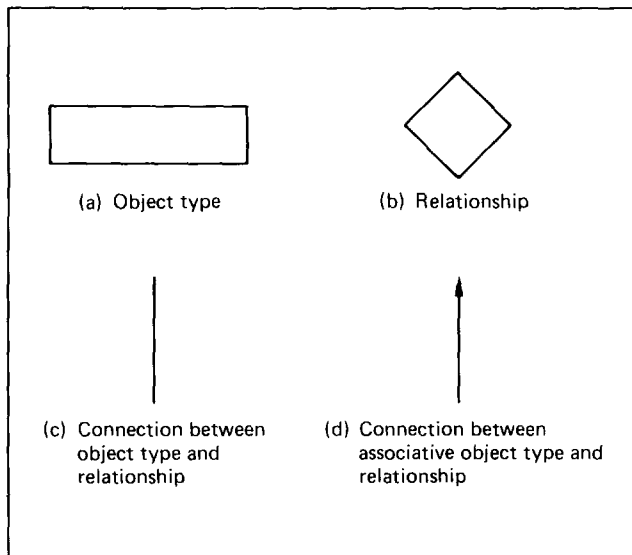 (a) Object type
(b) Relationship
(c) Connection between
object type and
relationship
(d) Connection between
associative object type and
relationship